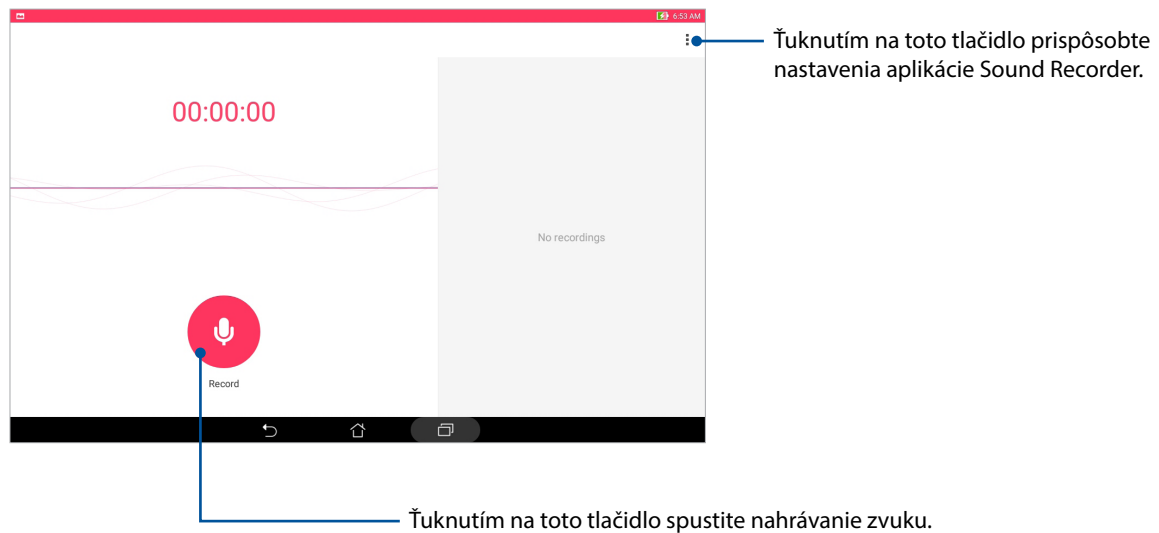 6:53 AM
Ťuknutím na toto tlačidlo prispôsobte
nastavenia aplikácie Sound Recorder.
00:00:00
No recordings
Record
Ťuknutím na toto tlačidlo spustite nahrávanie zvuku.